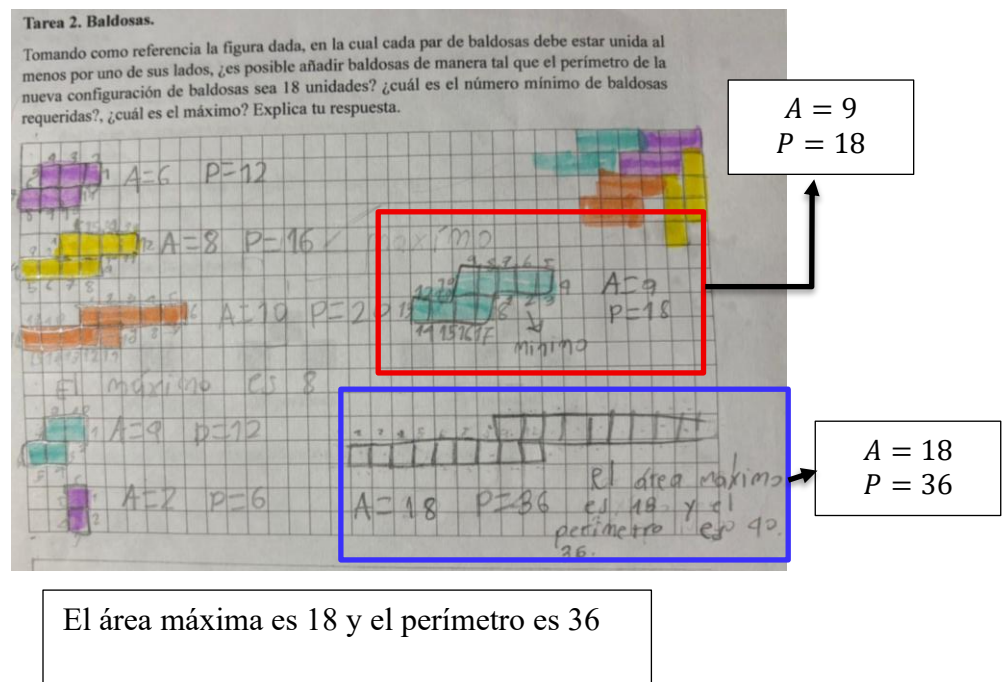 Tarea 2. Baldosas.
Tomando como referencia la figura dada, en la cual cada par de baldosas debe estar unida al
menos por uno de sus lados, ¿es posible añadir baldosas de manera tal que el perímetro de la
nueva configuración de baldosas sea 18 unidades? ¿cuál es el número mínimo de baldosas
requeridas?, ¿cuál es el máximo? Explica tu respuesta.
A = 9
P = 18
A=6 P=12
A=8 P=16 máximo
A=9
P=18
mínimo
A=10 P=20
El máximo es 8
A=9 P=12
A=2 P=6
A=18 P=36
El área máximo
es 18 y el
perímetro es 40.
36.
A = 18
P = 36
El área máxima es 18 y el perímetro es 36